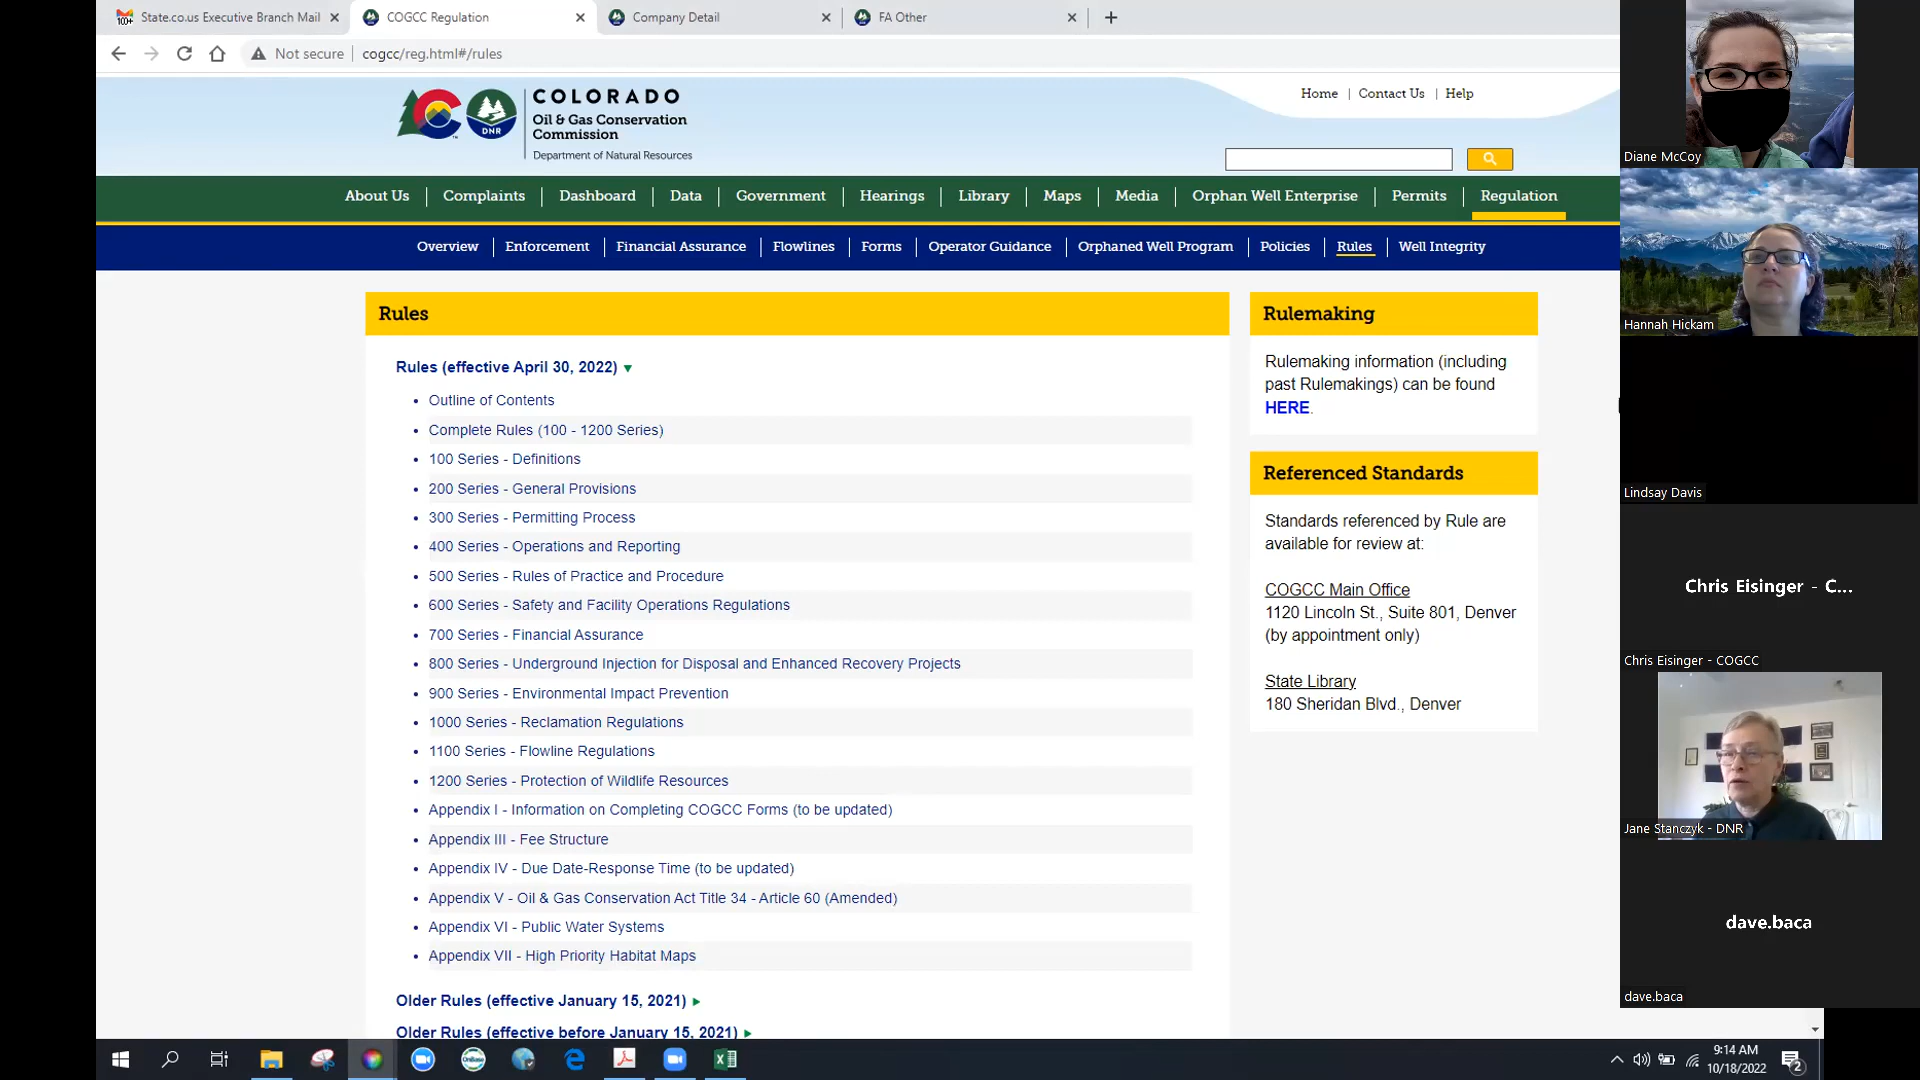 State.co.us Executive Branch Mail
COGCC Regulation
Company Detail
FA Other
Not secure
cogcc/reg.html#/rules
COLORADO
Oil & Gas Conservation
Commission
Department of Natural Resources
DNR
Home | Contact Us | Help
About Us | Complaints | Dashboard | Data | Government | Hearings | Library | Maps | Media | Orphan Well Enterprise | Permits | Regulation
Overview | Enforcement | Financial Assurance | Flowlines | Forms | Operator Guidance | Orphaned Well Program | Policies | Rules | Well Integrity
Rules
Rules (effective April 30, 2022)
Outline of Contents
Complete Rules (100 - 1200 Series)
100 Series - Definitions
200 Series - General Provisions
300 Series - Permitting Process
400 Series - Operations and Reporting
500 Series - Rules of Practice and Procedure
600 Series - Safety and Facility Operations Regulations
700 Series - Financial Assurance
800 Series - Underground Injection for Disposal and Enhanced Recovery Projects
900 Series - Environmental Impact Prevention
1000 Series - Reclamation Regulations
1100 Series - Flowline Regulations
1200 Series - Protection of Wildlife Resources
Appendix I - Information on Completing COGCC Forms (to be updated)
Appendix III - Fee Structure
Appendix IV - Due Date-Response Time (to be updated)
Appendix V - Oil & Gas Conservation Act Title 34 - Article 60 (Amended)
Appendix VI - Public Water Systems
Appendix VII - High Priority Habitat Maps
Older Rules (effective January 15, 2021)
Older Rules (effective before January 15, 2021)
Rulemaking
Rulemaking information (including
past Rulemakings) can be found
HERE.
Referenced Standards
Standards referenced by Rule are
available for review at:
COGCC Main Office
1120 Lincoln St., Suite 801, Denver
(by appointment only)
State Library
180 Sheridan Blvd., Denver
Diane McCoy
Hannah Hickam
Lindsay Davis
Chris Eisinger - C...
Chris Eisinger - COGCC
Jane Stanczyk - DNR
dave.baca
dave.baca
9:14 AM
10/18/2022
2